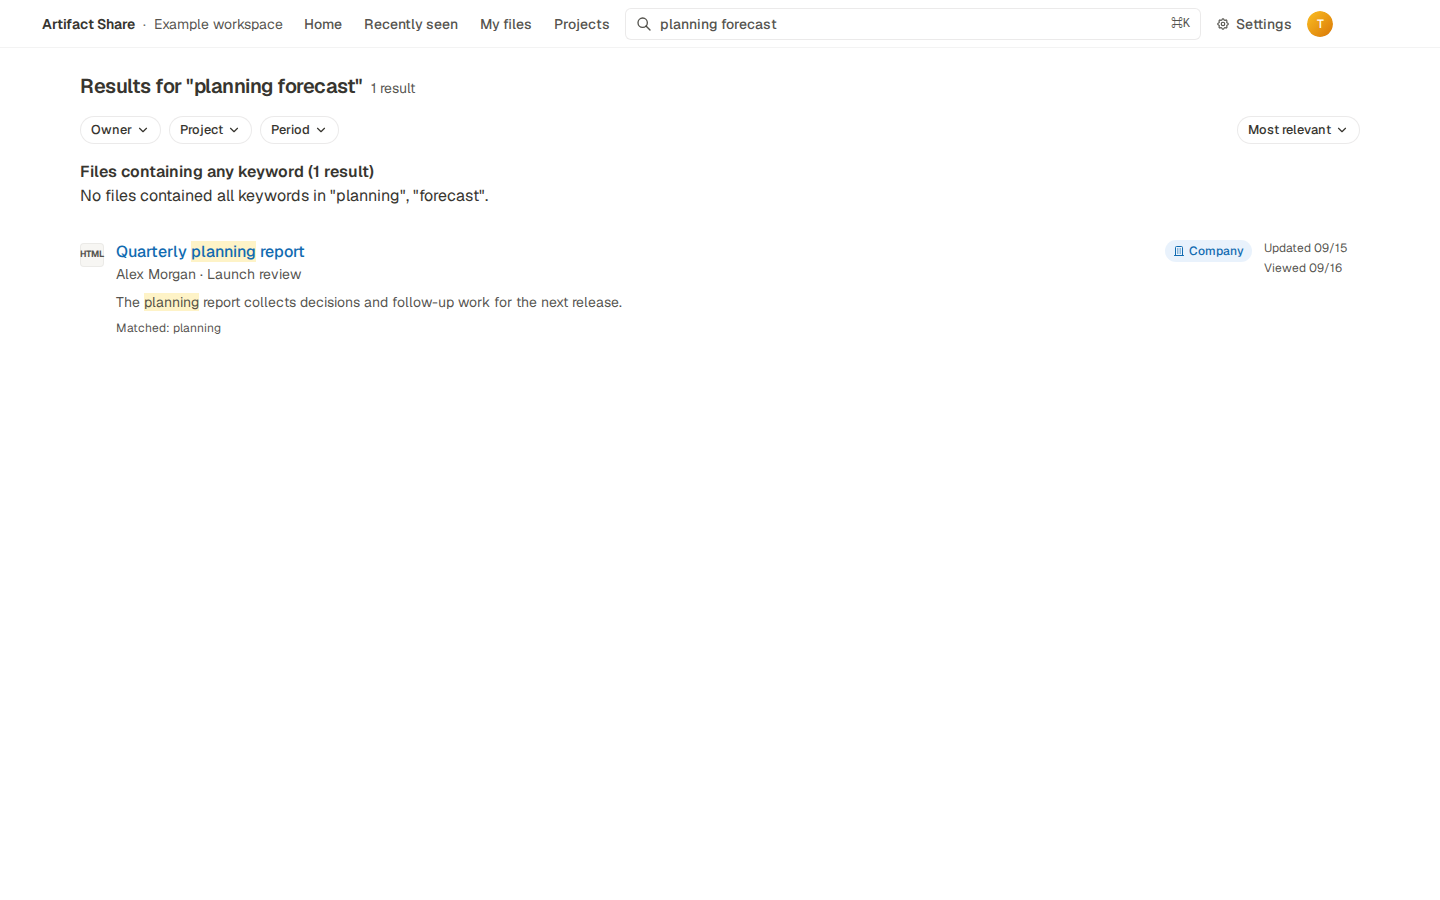 Artifact Share · Example workspace Home Recently seen My files Projects planning forecast ⌘K Settings T
Results for "planning forecast" 1 result
Owner Project Period Most relevant
Files containing any keyword (1 result)
No files contained all keywords in "planning", "forecast".
HTML Quarterly planning report Company Updated 09/15
Alex Morgan · Launch review Viewed 09/16
The planning report collects decisions and follow-up work for the next release.
Matched: planning